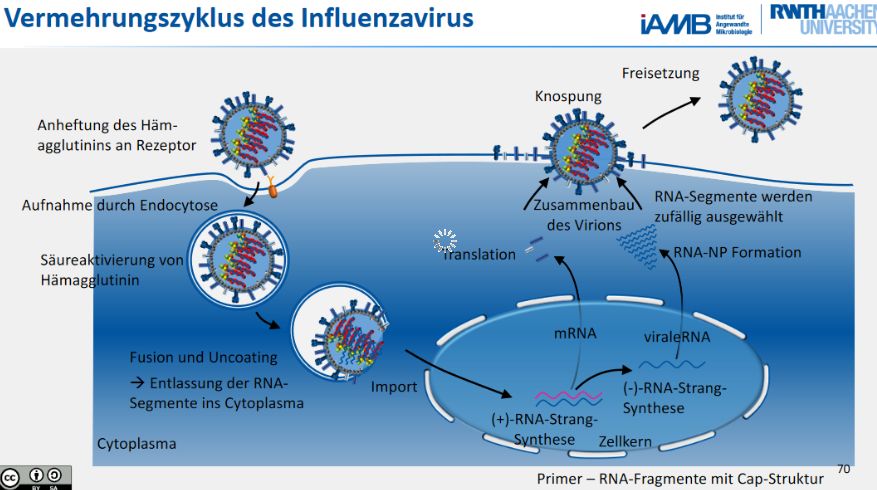 Vermehrungszyklus des Influenzavirus
iAMB
Institut für
Angewandte
Mikrobiologie
RWTHAACHEN
UNIVERSITY
Freisetzung
Knospung
Anheftung des Häm-
agglutinins an Rezeptor
Aufnahme durch Endocytose
Zusammenbau
des Virions
RNA-Segmente werden
zufällig ausgewählt
Säureaktivierung von
Hämagglutinin
Translation
RNA-NP Formation
mRNA
viraleRNA
Fusion und Uncoating
→ Entlassung der RNA-
Segmente ins Cytoplasma
Import
(+)-RNA-Strang-
Synthese
(-)-RNA-Strang-
Synthese
Zellkern
Cytoplasma
Primer – RNA-Fragmente mit Cap-Struktur
70
cc
BY SA